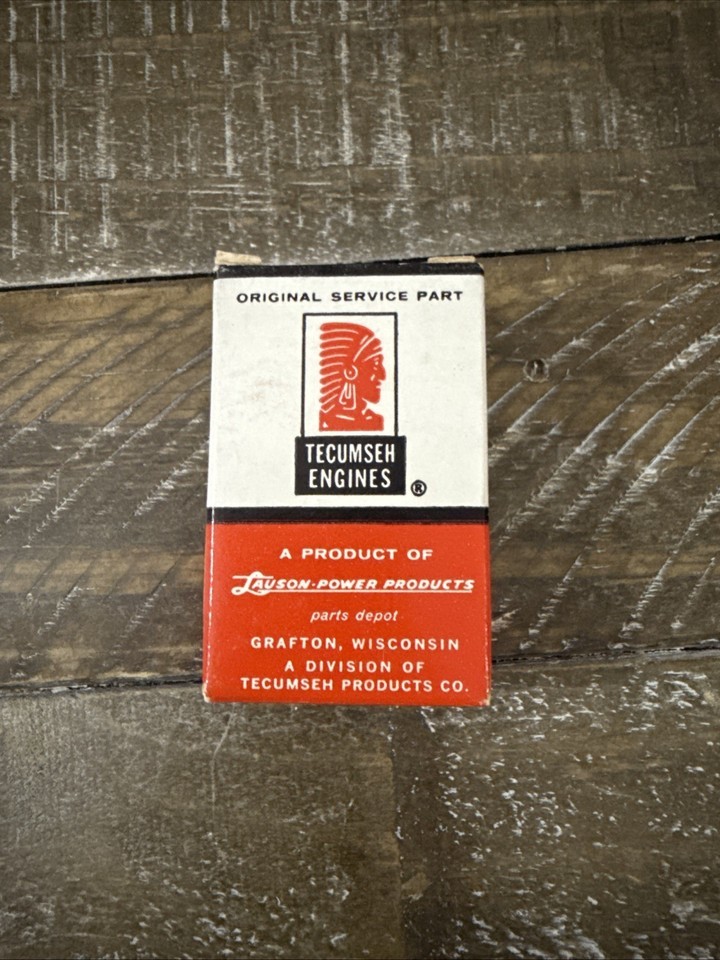 ORIGINAL SERVICE PART
TECUMSEH
ENGINES ®
A PRODUCT OF
LAUSON-POWER PRODUCTS
parts depot
GRAFTON, WISCONSIN
A DIVISION OF
TECUMSEH PRODUCTS CO.